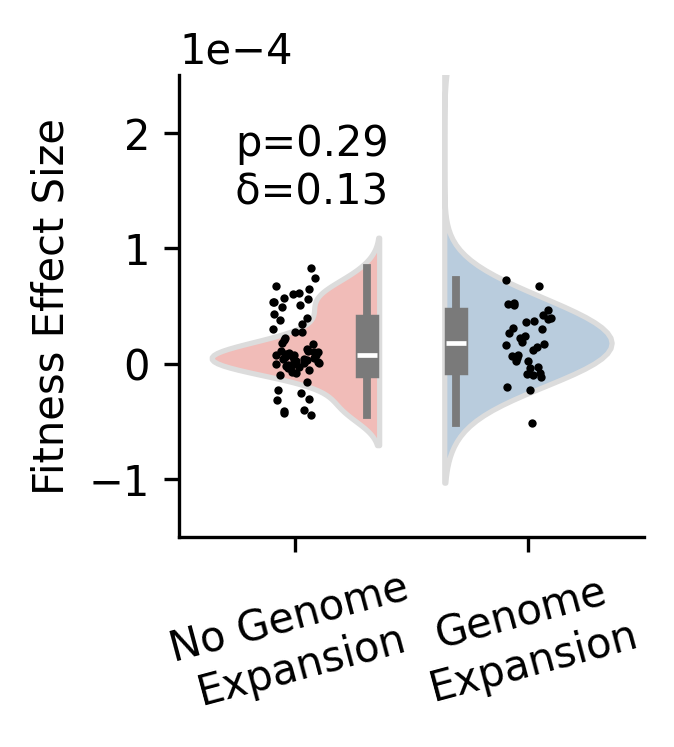 1e−4
2
1
0
−1
Fitness Effect Size
p=0.29
δ=0.13
No Genome
Expansion
Genome
Expansion